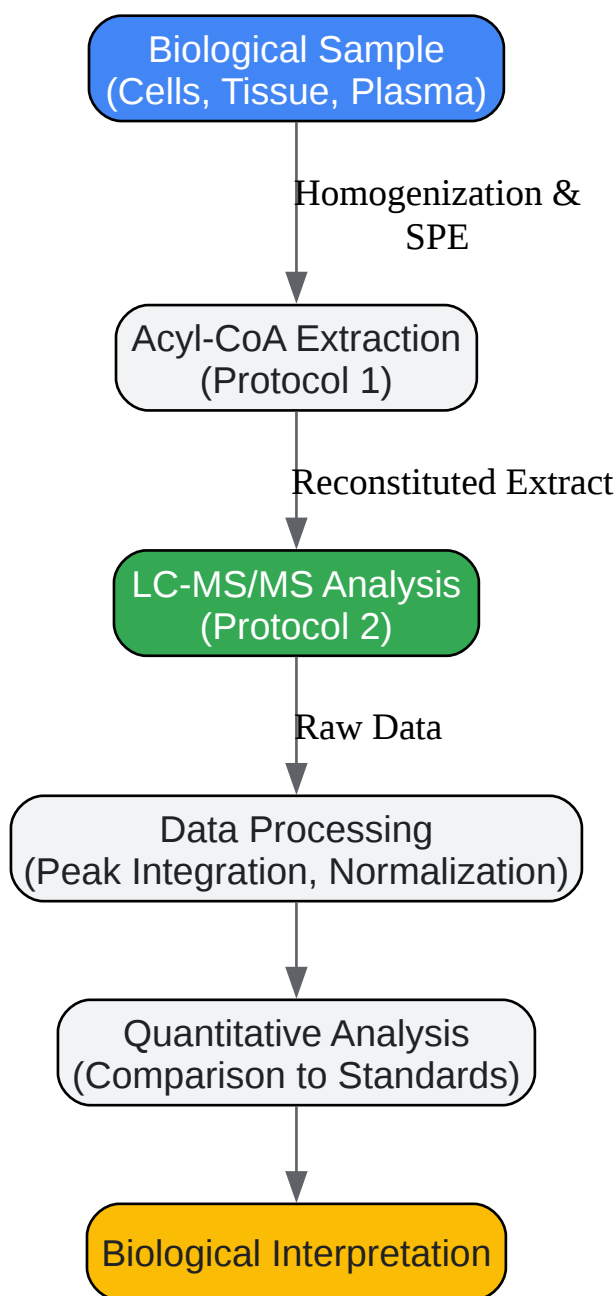 Biological Sample
(Cells, Tissue, Plasma)
Homogenization &
SPE
Acyl-CoA Extraction
(Protocol 1)
Reconstituted Extract
LC-MS/MS Analysis
(Protocol 2)
Raw Data
Data Processing
(Peak Integration, Normalization)
Quantitative Analysis
(Comparison to Standards)
Biological Interpretation